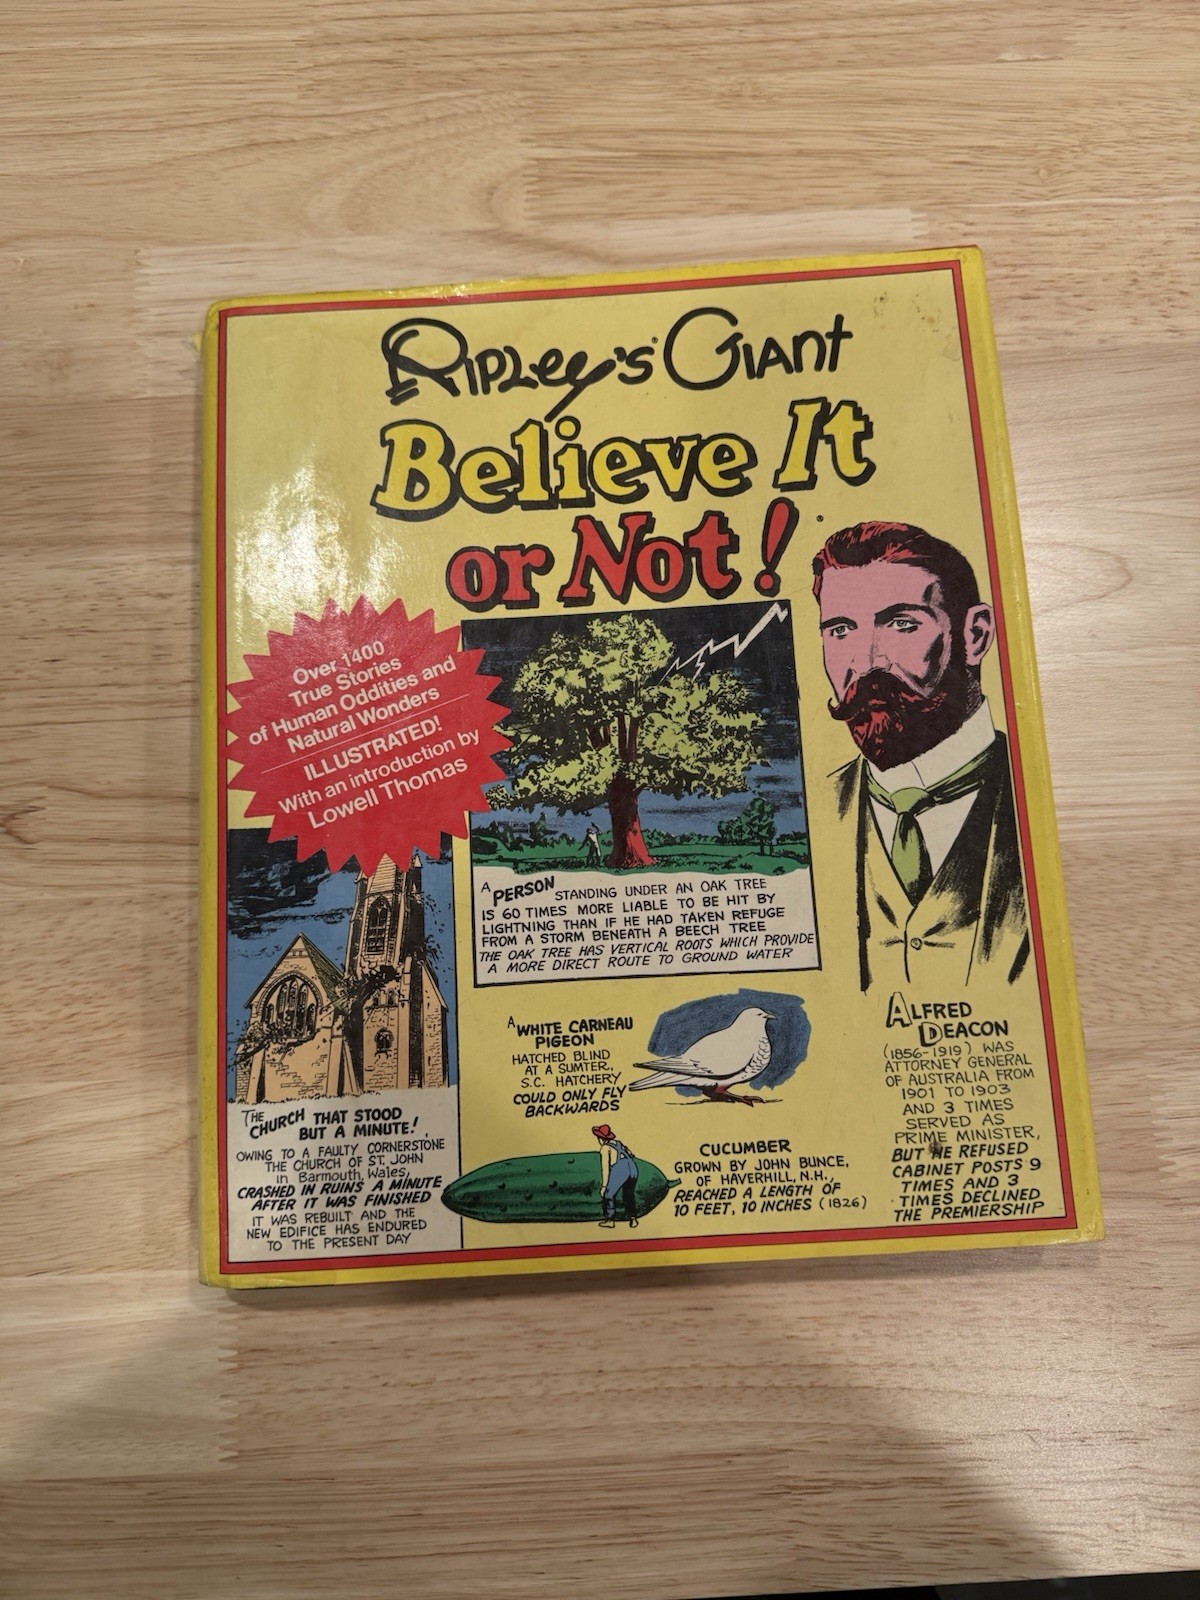 Ripley's Giant
Believe It
or Not!
®
Over 1400
True Stories
of Human Oddities and
Natural Wonders
ILLUSTRATED!
With an introduction by
Lowell Thomas
A PERSON STANDING UNDER AN OAK TREE
IS 60 TIMES MORE LIABLE TO BE HIT BY
LIGHTNING THAN IF HE HAD TAKEN REFUGE
FROM A STORM BENEATH A BEECH TREE
THE OAK TREE HAS VERTICAL ROOTS WHICH PROVIDE
A MORE DIRECT ROUTE TO GROUND WATER
THE CHURCH THAT STOOD
BUT A MINUTE!
OWING TO A FAULTY CORNERSTONE
THE CHURCH OF ST. JOHN
in Barmouth, Wales,
CRASHED IN RUINS A MINUTE
AFTER IT WAS FINISHED
IT WAS REBUILT AND THE
NEW EDIFICE HAS ENDURED
TO THE PRESENT DAY
A WHITE CARNEAU
PIGEON
HATCHED BLIND
AT A SUMTER,
S.C. HATCHERY
COULD ONLY FLY
BACKWARDS
CUCUMBER
GROWN BY JOHN BUNCE,
OF HAVERHILL, N.H.,
REACHED A LENGTH OF
10 FEET, 10 INCHES (1826)
ALFRED
DEACON
(1856-1919) WAS
ATTORNEY GENERAL
OF AUSTRALIA FROM
1901 TO 1903
AND 3 TIMES
SERVED AS
PRIME MINISTER,
BUT HE REFUSED
CABINET POSTS 9
TIMES AND 3
TIMES DECLINED
THE PREMIERSHIP